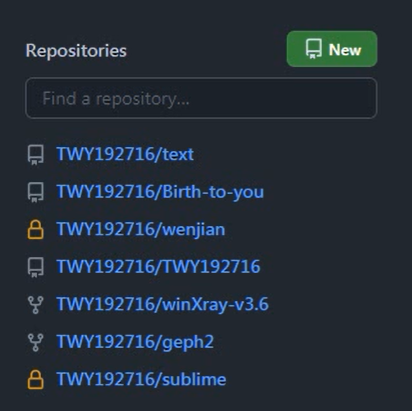 Repositories
New
Find a repository...
TWY192716/text
TWY192716/Birth-to-you
TWY192716/wenjian
TWY192716/TWY192716
TWY192716/winXray-v3.6
TWY192716/geph2
TWY192716/sublime